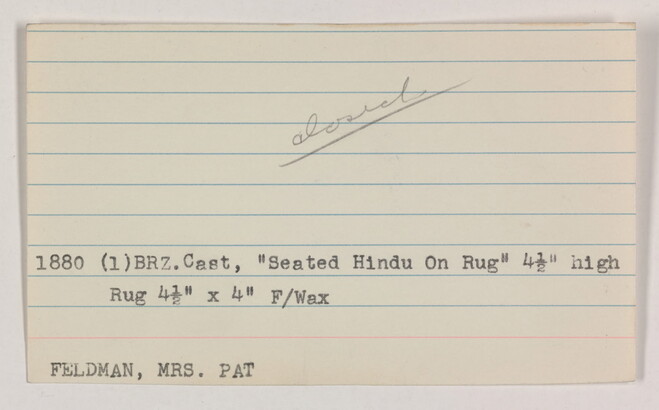 closed
1880 (1)BRZ.Cast, "Seated Hindu On Rug" 4½" high
Rug 4½" x 4" F/Wax
FELDMAN, MRS. PAT